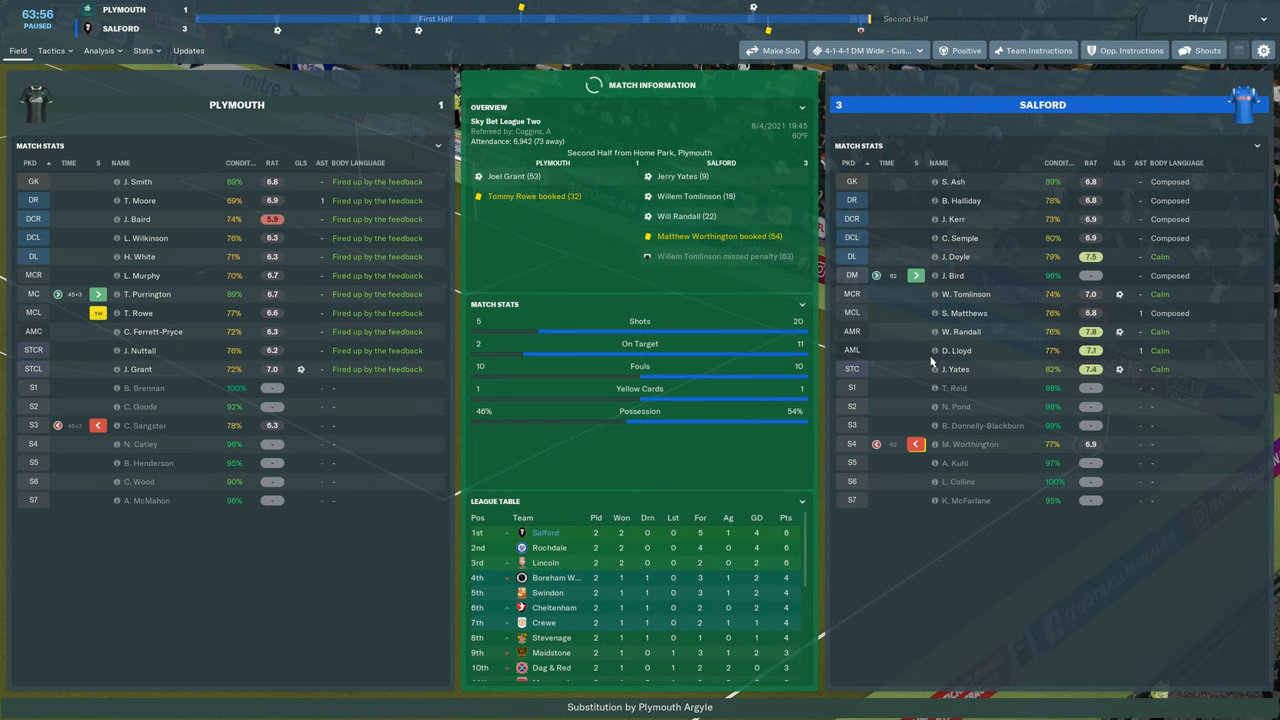 63:56
PAUSED
PLYMOUTH 1
SALFORD 3
First Half
Second Half
Play
Field Tactics Analysis Stats Updates
Make Sub
4-1-4-1 DM Wide - Cus...
Positive
Team Instructions
Opp. Instructions
Shouts
PLYMOUTH 1
MATCH STATS
PKD TIME S NAME CONDIT... RAT GLS AST BODY LANGUAGE
GK J. Smith 89% 6.8 - - Fired up by the feedback
DR T. Moore 69% 6.9 - 1 Fired up by the feedback
DCR J. Baird 74% 5.9 - - Fired up by the feedback
DCL L. Wilkinson 76% 6.3 - - Fired up by the feedback
DL H. White 71% 6.3 - - Fired up by the feedback
MCR L. Murphy 70% 6.7 - - Fired up by the feedback
MC 45+3 T. Purrington 89% 6.7 - - Fired up by the feedback
MCL Yel T. Rowe 77% 6.6 - - Fired up by the feedback
AMC C. Ferrett-Pryce 72% 6.3 - - Fired up by the feedback
STCR J. Nuttall 76% 6.2 - - Fired up by the feedback
STCL J. Grant 72% 7.0 - Fired up by the feedback
S1 B. Brennan 100% - - - -
S2 C. Goode 92% - - - -
S3 45+3 C. Sangster 78% 6.3 - - -
S4 N. Catley 96% - - - -
S5 B. Henderson 95% - - - -
S6 C. Wood 90% - - - -
S7 A. McMahon 96% - - - -
MATCH INFORMATION
OVERVIEW
Sky Bet League Two
Refereed by: Coggins, A
Attendance: 6,942 (73 away)
8/4/2021 19:45
60°F
Second Half from Home Park, Plymouth
PLYMOUTH 1 SALFORD 3
Joel Grant (53) Jerry Yates (9)
Tommy Rowe booked (32) Willem Tomlinson (18)
Will Randall (22)
Matthew Worthington booked (54)
Willem Tomlinson missed penalty (63)
MATCH STATS
5 Shots 20
2 On Target 11
10 Fouls 10
1 Yellow Cards 1
46% Possession 54%
LEAGUE TABLE
Pos Team Pld Won Drn Lst For Ag GD Pts
1st Salford 2 2 0 0 5 1 4 6
2nd Rochdale 2 2 0 0 4 0 4 6
3rd Lincoln 2 2 0 0 2 0 2 6
4th Boreham W... 2 1 1 0 3 1 2 4
5th Swindon 2 1 1 0 3 1 2 4
6th Cheltenham 2 1 1 0 2 0 2 4
7th Crewe 2 1 1 0 2 1 1 4
8th Stevenage 2 1 1 0 1 0 1 4
9th Maidstone 2 1 0 1 3 1 2 3
10th Dag & Red 2 1 0 1 2 2 0 3
3 SALFORD
MATCH STATS
PKD TIME S NAME CONDIT... RAT GLS AST BODY LANGUAGE
GK S. Ash 89% 6.8 - - Composed
DR B. Halliday 78% 6.8 - - Composed
DCR J. Kerr 73% 6.9 - - Composed
DCL C. Semple 80% 6.9 - - Composed
DL J. Doyle 79% 7.5 - - Calm
DM 62 J. Bird 96% - - - Composed
MCR W. Tomlinson 74% 7.0 - Calm
MCL S. Matthews 76% 6.8 - 1 Composed
AMR W. Randall 76% 7.8 - Calm
AML D. Lloyd 77% 7.1 - 1 Calm
STC J. Yates 82% 7.4 - Calm
S1 T. Reid 98% - - - -
S2 N. Pond 98% - - - -
S3 B. Donnelly-Blackburn 99% - - - -
S4 62 M. Worthington 77% 6.9 - - -
S5 A. Kuhl 97% - - - -
S6 L. Collins 100% - - - -
S7 K. McFarlane 95% - - - -
Substitution by Plymouth Argyle